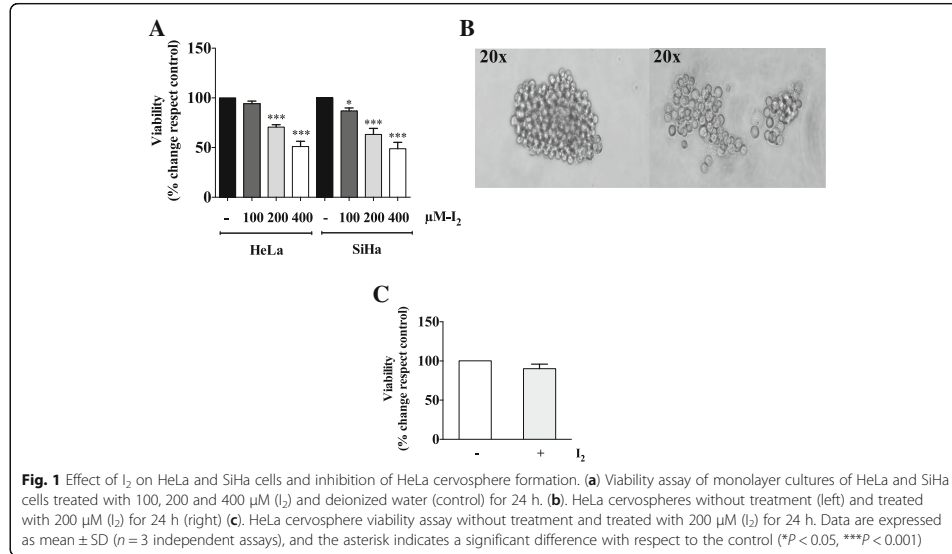 A
B
Viability
(% change respect control)
150
100
50
0
* *** *** *** ***
- 100 200 400 - 100 200 400 µM-I₂
HeLa SiHa
20x 20x
C
Viability
(% change respect control)
150
100
50
0
- + I₂
Fig. 1 Effect of I₂ on HeLa and SiHa cells and inhibition of HeLa cervosphere formation. (a) Viability assay of monolayer cultures of HeLa and SiHa
cells treated with 100, 200 and 400 µM (I₂) and deionized water (control) for 24 h. (b). HeLa cervospheres without treatment (left) and treated
with 200 µM (I₂) for 24 h (right) (c). HeLa cervosphere viability assay without treatment and treated with 200 µM (I₂) for 24 h. Data are expressed
as mean ± SD (n = 3 independent assays), and the asterisk indicates a significant difference with respect to the control (*P < 0.05, ***P < 0.001)